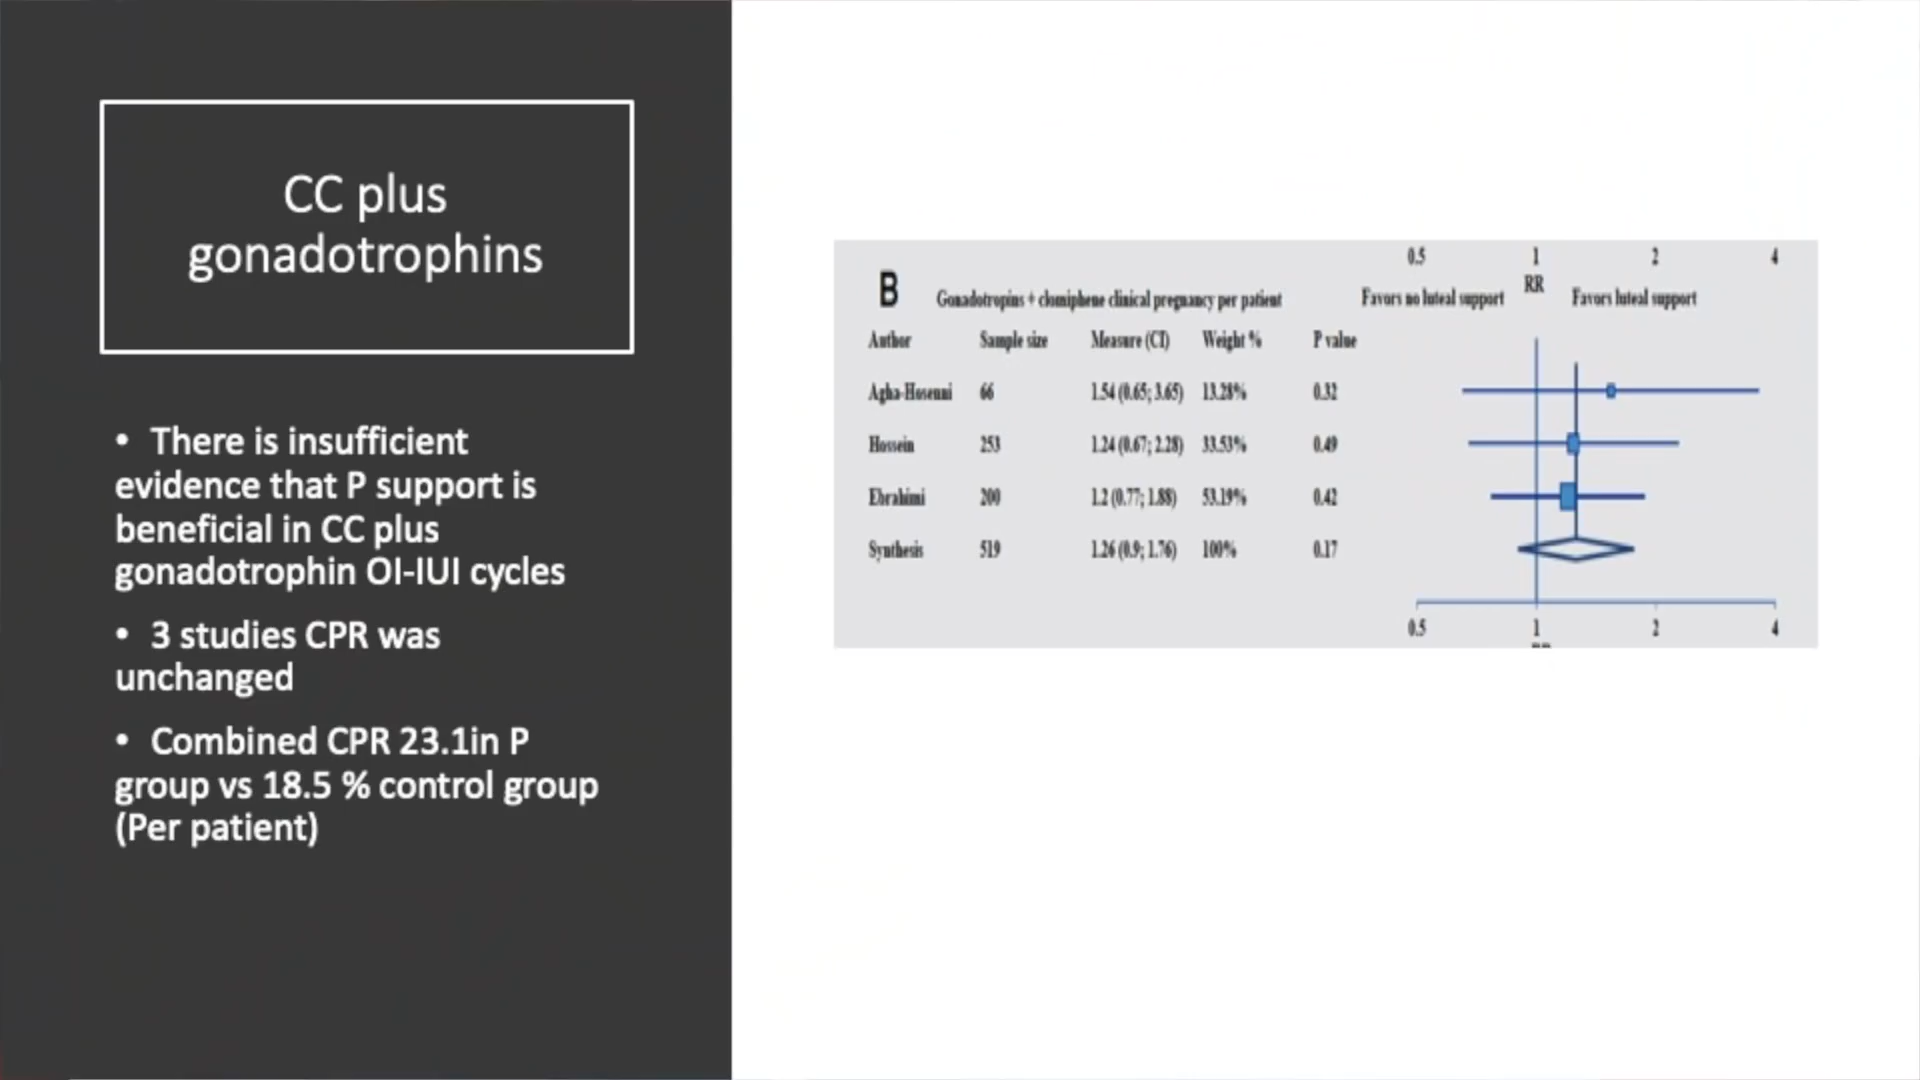 CC plus
gonadotrophins
• There is insufficient
evidence that P support is
beneficial in CC plus
gonadotrophin OI-IUI cycles
• 3 studies CPR was
unchanged
• Combined CPR 23.1in P
group vs 18.5 % control group
(Per patient)
0.5 1 2 4
RR
B Gonadotropins + clomiphene clinical pregnancy per patient Favors no luteal support Favors luteal support
Author Sample size Measure (CI) Weight % P value
Agha-Hosenni 66 1.54 (0.65; 3.65) 13.28% 0.32
Hossein 253 1.24 (0.67; 2.28) 33.53% 0.49
Ebrahimi 200 1.2 (0.77; 1.88) 53.19% 0.42
Synthesis 519 1.26 (0.9; 1.76) 100% 0.17
0.5 1 2 4